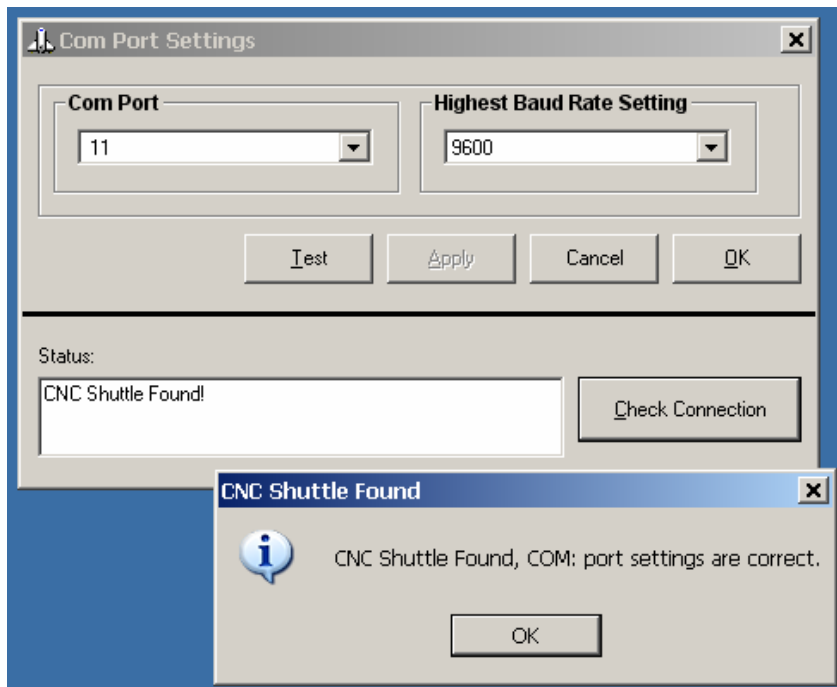 Com Port Settings
Com Port
Highest Baud Rate Setting
11
9600
Test
Apply
Cancel
OK
Status:
CNC Shuttle Found!
Check Connection
CNC Shuttle Found
CNC Shuttle Found, COM: port settings are correct.
OK